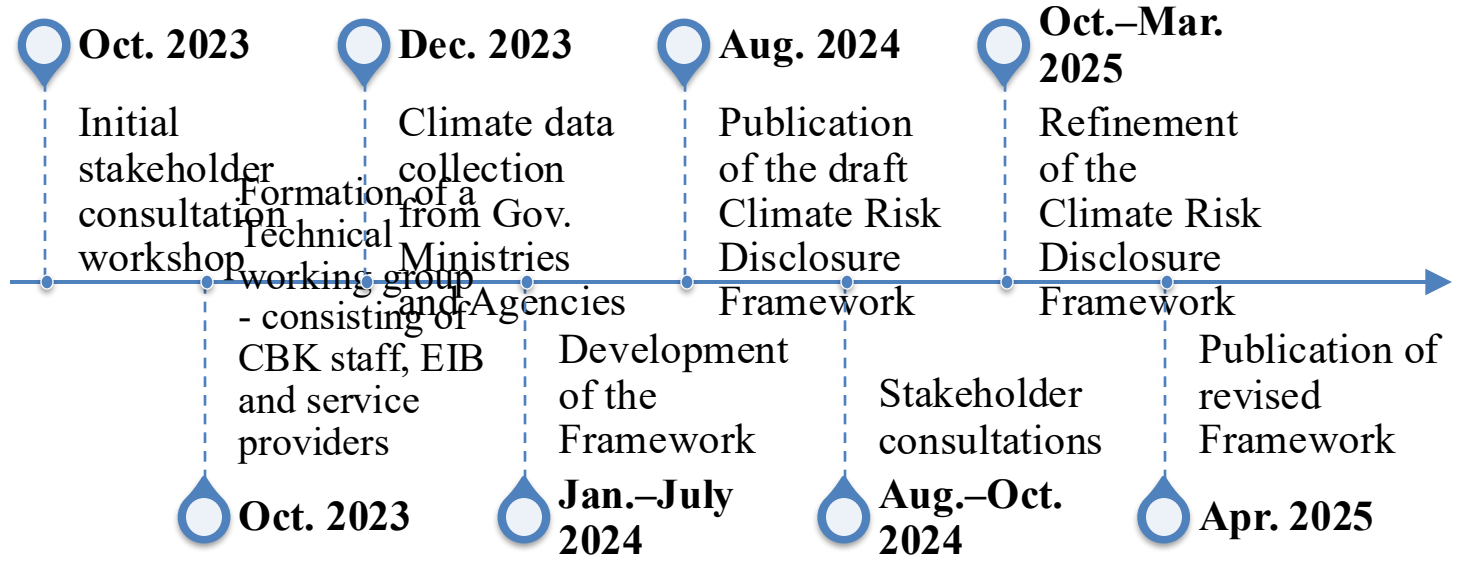 Oct. 2023
Initial
stakeholder
consultation
workshop
Formation of a
Technical
working group
- consisting of
CBK staff, EIB
and service
providers
Oct. 2023
Dec. 2023
Climate data
collection
from Gov.
Ministries
and Agencies
Development
of the
Framework
Jan.–July
2024
Aug. 2024
Publication
of the draft
Climate Risk
Disclosure
Framework
Stakeholder
consultations
Aug.–Oct.
2024
Oct.–Mar.
2025
Refinement
of the
Climate Risk
Disclosure
Framework
Publication of
revised
Framework
Apr. 2025